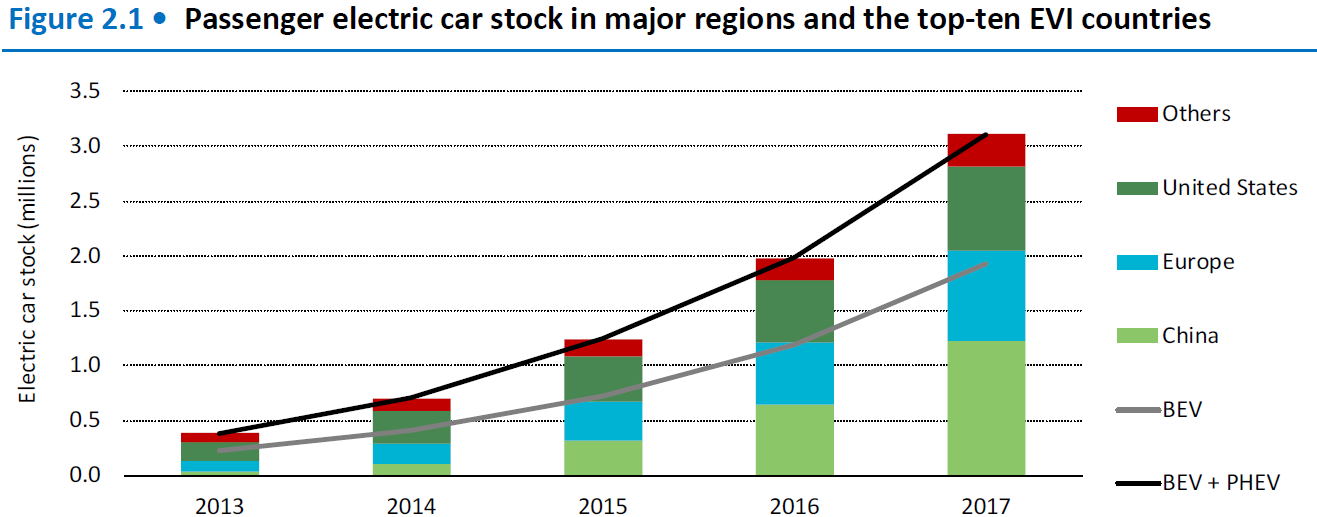 Figure 2.1 • Passenger electric car stock in major regions and the top-ten EVI countries
Electric car stock (millions)
3.5
3.0
2.5
2.0
1.5
1.0
0.5
0.0
2013 2014 2015 2016 2017
Others
United States
Europe
China
BEV
BEV + PHEV